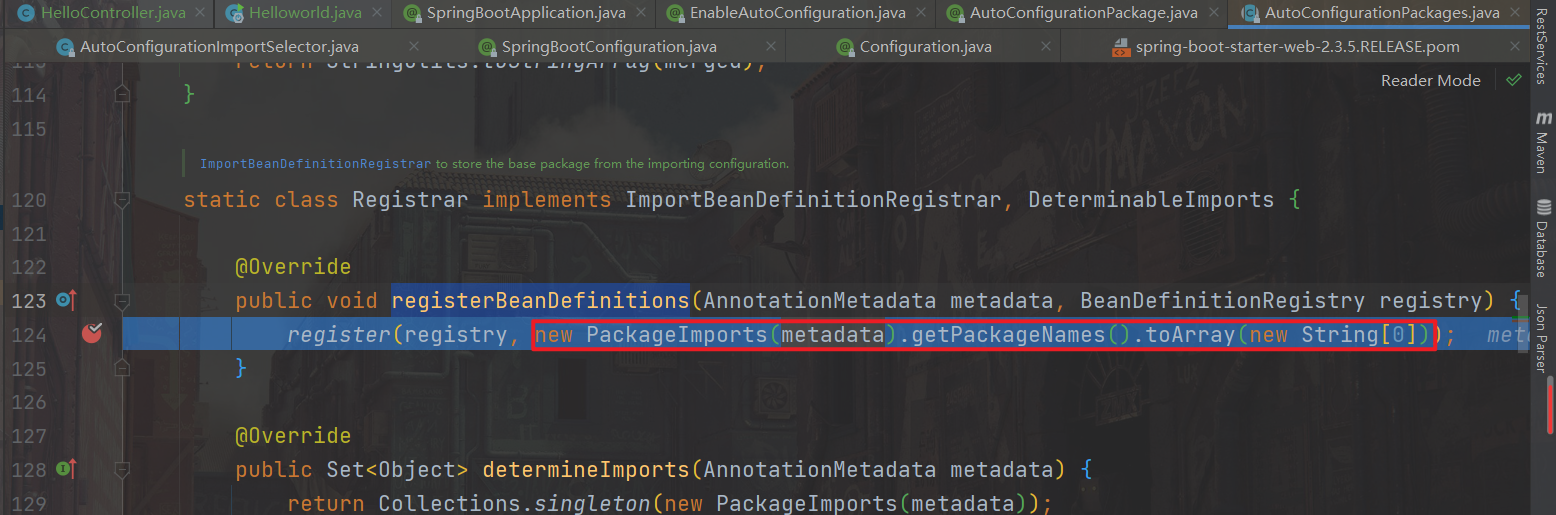 HelloController.java
Helloworld.java
SpringBootApplication.java
EnableAutoConfiguration.java
AutoConfigurationPackage.java
AutoConfigurationPackages.java
AutoConfigurationImportSelector.java
SpringBootConfiguration.java
Configuration.java
spring-boot-starter-web-2.3.5.RELEASE.pom
113 return StringUtils.toStringArray(merged);
Reader Mode
114 }
115
ImportBeanDefinitionRegistrar to store the base package from the importing configuration.
120 static class Registrar implements ImportBeanDefinitionRegistrar, DeterminableImports {
121
122 @Override
123 public void registerBeanDefinitions(AnnotationMetadata metadata, BeanDefinitionRegistry registry) {
124 register(registry, new PackageImports(metadata).getPackageNames().toArray(new String[0])); met
125 }
126
127 @Override
128 public Set<Object> determineImports(AnnotationMetadata metadata) {
129 return Collections.singleton(new PackageImports(metadata));
RestServices
m Maven
Database
Json Parser